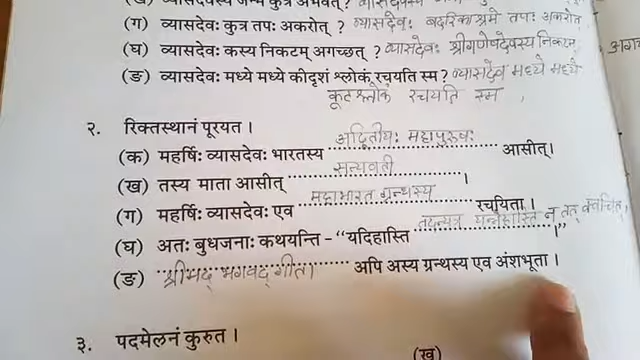 (ग) व्यासदेवः कुत्र तपः अकरोत् ? व्यासदेवः बदरिकाश्रमे तपः अकरोत्
(घ) व्यासदेवः कस्य निकटम् अगच्छत् ? व्यासदेवः श्रीगणेषदेवस्य निकटम्
(ङ) व्यासदेवः मध्ये मध्ये कीदृशं श्लोकं रचयति स्म ? व्यासदेव मध्ये मध्ये
कूटश्लोकं रचयति स्म ,
२. रिक्तस्थानं पूरयत ।
(क) महर्षिः व्यासदेवः भारतस्य अद्वितीयः महापुरुषः आसीत्।
(ख) तस्य माता आसीत् सत्यवती ।
(ग) महर्षिः व्यासदेवः एव महाभारत ग्रन्थस्य रचयिता ।
(घ) अतः बुधजनाः कथयन्ति - “यदिहास्ति तदन्यत्र यन्नेहास्ति न तत् क्वचित् ।”
(ङ) श्रीमद् भगवद् गीता अपि अस्य ग्रन्थस्य एव अंशभूता ।
३. पदमेलनं कुरुत ।
(ख)